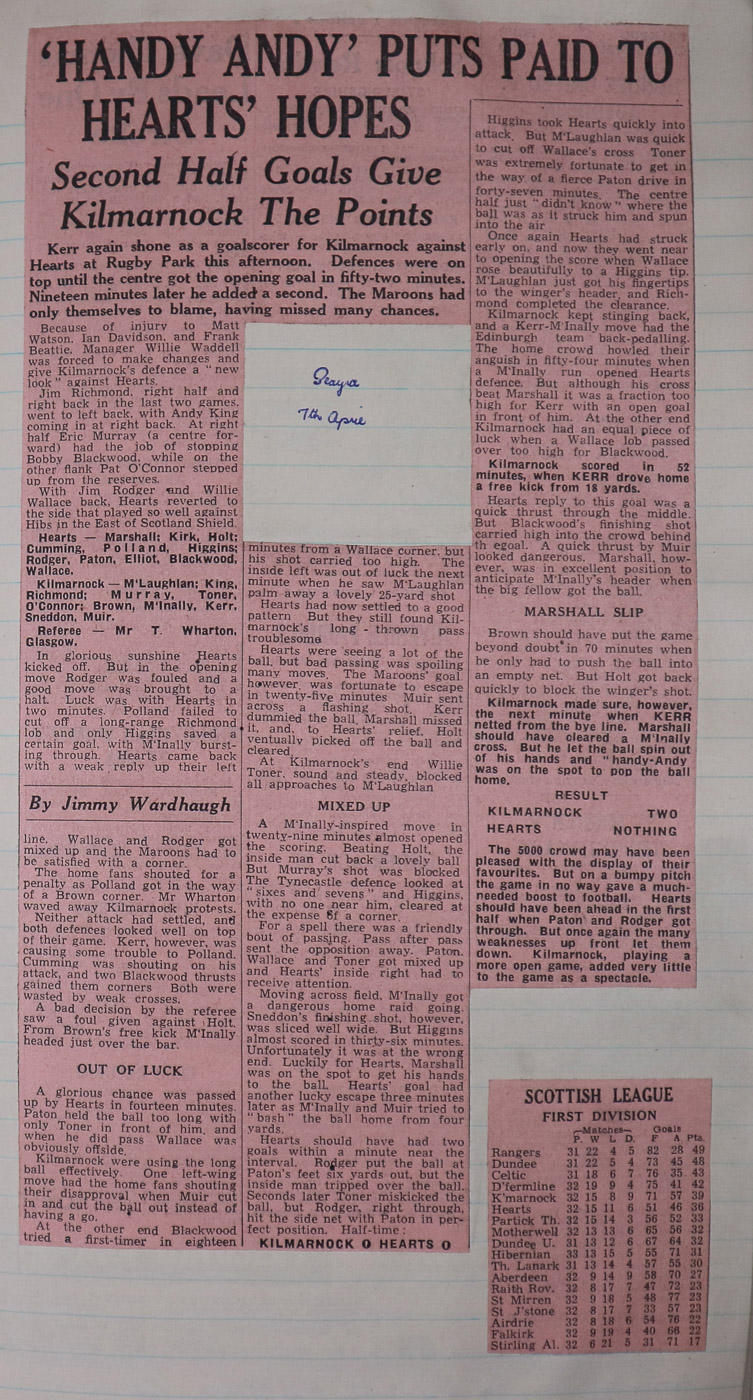 'HANDY ANDY' PUTS PAID TO
HEARTS' HOPES
Second Half Goals Give
Kilmarnock The Points
Kerr again shone as a goalscorer for Kilmarnock against
Hearts at Rugby Park this afternoon. Defences were on
top until the centre got the opening goal in fifty-two minutes.
Nineteen minutes later he added a second. The Maroons had
only themselves to blame, having missed many chances.
Because of injury to Matt
Watson, Ian Davidson, and Frank
Beattie, Manager Willie Waddell
was forced to make changes and
give Kilmarnock's defence a "new
look" against Hearts.
Jim Richmond, right half and
right back in the last two games,
went to left back, with Andy King
coming in at right back. At right
half Eric Murray (a centre for-
ward) had the job of stopping
Bobby Blackwood, while on the
other flank Pat O'Connor stepped
up from the reserves.
With Jim Rodger and Willie
Wallace back, Hearts reverted to
the side that played so well against
Hibs in the East of Scotland Shield.
Hearts — Marshall; Kirk, Holt;
Cumming, Polland, Higgins;
Rodger, Paton, Elliot, Blackwood,
Wallace.
Kilmarnock — M'Laughlan; King,
Richmond; Murray, Toner,
O'Connor; Brown, M'Inally, Kerr,
Sneddon, Muir.
Referee — Mr T. Wharton,
Glasgow.
In glorious sunshine Hearts
kicked off. But in the opening
move Rodger was fouled and a
good move was brought to a
halt. Luck was with Hearts in
two minutes. Polland failed to
cut off a long-range Richmond
lob and only Higgins saved a
certain goal, with M'Inally burst-
ing through. Hearts came back
with a weak reply up their left
By Jimmy Wardhaugh
line. Wallace and Rodger got
mixed up and the Maroons had to
be satisfied with a corner.
The home fans shouted for a
penalty as Polland got in the way
of a Brown corner. Mr Wharton
waved away Kilmarnock protests.
Neither attack had settled, and
both defences looked well on top
of their game. Kerr, however, was
causing some trouble to Polland.
Cumming was shouting on his
attack, and two Blackwood thrusts
gained them corners Both were
wasted by weak crosses.
A bad decision by the referee
saw a foul given against Holt.
From Brown's free kick M'Inally
headed just over the bar.
OUT OF LUCK
A glorious chance was passed
up by Hearts in fourteen minutes.
Paton held the ball too long with
only Toner in front of him, and
when he did pass Wallace was
obviously offside.
Kilmarnock were using the long
ball effectively. One left-wing
move had the home fans shouting
their disapproval when Muir cut
in and cut the ball out instead of
having a go.
At the other end Blackwood
tried a first-timer in eighteen
7th April
minutes from a Wallace corner, but
his shot carried too high. The
inside left was out of luck the next
minute when he saw M'Laughlan
palm away a lovely 25-yard shot
Hearts had now settled to a good
pattern But they still found Kil-
marnock's long-thrown pass
troublesome
Hearts were seeing a lot of the
ball, but bad passing was spoiling
many moves. The Maroons' goal
however, was fortunate to escape
in twenty-five minutes Muir sent
across a flashing shot, Kerr
dummied the ball, Marshall missed
it, and, to Hearts' relief, Holt
ventually picked off the ball and
cleared
At Kilmarnock's end Willie
Toner, sound and steady, blocked
all approaches to M'Laughlan
MIXED UP
A M'Inally-inspired move in
twenty-nine minutes almost opened
the scoring. Beating Holt, the
inside man cut back a lovely ball
But Murray's shot was blocked
The Tynecastle defence looked at
"sixes and sevens" and Higgins,
with no one near him, cleared at
the expense of a corner.
For a spell there was a friendly
bout of passing. Pass after pass
sent the opposition away. Paton,
Wallace and Toner got mixed up
and Hearts' inside right had to
receive attention.
Moving across field, M'Inally got
a dangerous home raid going.
Sneddon's finishing shot, however,
was sliced well wide. But Higgins
almost scored in thirty-six minutes.
Unfortunately it was at the wrong
end. Luckily for Hearts, Marshall
was on the spot to get his hands
to the ball. Hearts' goal had
another lucky escape three minutes
later as M'Inally and Muir tried to
"bash" the ball home from four
yards.
Hearts should have had two
goals within a minute near the
interval. Rodger put the ball at
Paton's feet six yards out, but the
inside man tripped over the ball.
Seconds later Toner miskicked the
ball, but Rodger, right through,
hit the side net with Paton in per-
fect position. Half-time:
KILMARNOCK 0 HEARTS 0
Higgins took Hearts quickly into
attack. But M'Laughlan was quick
to cut off Wallace's cross Toner
was extremely fortunate to get in
the way of a fierce Paton drive in
forty-seven minutes. The centre
half just "didn't know" where the
ball was as it struck him and spun
into the air
Once again Hearts had struck
early on, and now they went near
to opening the score when Wallace
rose beautifully to a Higgins tip.
M'Laughlan just got his fingertips
to the winger's header, and Rich-
mond completed the clearance.
Kilmarnock kept stinging back,
and a Kerr-M'Inally move had the
Edinburgh team back-pedalling.
The home crowd howled their
anguish in fifty-four minutes when
a M'Inally run opened Hearts
defence. But although his cross
beat Marshall it was a fraction too
high for Kerr with an open goal
in front of him. At the other end
Kilmarnock had an equal piece of
luck when a Wallace lob passed
over too high for Blackwood.
Kilmarnock scored in 52
minutes, when KERR drove home
a free kick from 18 yards.
Hearts reply to this goal was a
quick thrust through the middle.
But Blackwood's finishing shot
carried high into the crowd behind
th egoal. A quick thrust by Muir
looked dangerous. Marshall, how-
ever, was in excellent position to
anticipate M'Inally's header when
the big fellow got the ball.
MARSHALL SLIP
Brown should have put the game
beyond doubt in 70 minutes when
he only had to push the ball into
an empty net. But Holt got back
quickly to block the winger's shot.
Kilmarnock made sure, however,
the next minute when KERR
netted from the bye line. Marshall
should have cleared a M'Inally
cross. But he let the ball spin out
of his hands and "handy-Andy
was on the spot to pop the ball
home.
RESULT
KILMARNOCK TWO
HEARTS NOTHING
The 5000 crowd may have been
pleased with the display of their
favourites. But on a bumpy pitch
the game in no way gave a much-
needed boost to football. Hearts
should have been ahead in the first
half when Paton and Rodger got
through. But once again the many
weaknesses up front let them
down. Kilmarnock, playing a
more open game, added very little
to the game as a spectacle.
SCOTTISH LEAGUE
FIRST DIVISION
Matches Goals
P. W L D. F A Pts.
Rangers 31 22 4 5 82 28 49
Dundee 31 22 5 4 73 45 48
Celtic 31 18 6 7 76 35 43
D'fermline 32 19 9 4 75 41 42
K'marnock 32 15 8 9 71 57 39
Hearts 32 15 11 6 51 46 36
Partick Th. 32 15 14 3 56 52 33
Motherwell 32 13 13 6 65 56 32
Dundee U. 31 13 12 6 67 64 32
Hibernian 33 13 15 5 55 71 31
Th. Lanark 31 13 14 4 57 55 30
Aberdeen 32 9 14 9 58 70 27
Raith Rov. 32 8 17 7 47 72 23
St Mirren 32 9 18 5 48 77 23
St J'stone 32 8 17 7 33 57 23
Airdrie 32 8 18 6 54 76 22
Falkirk 32 9 19 4 40 66 22
Stirling Al. 32 6 21 5 31 71 17